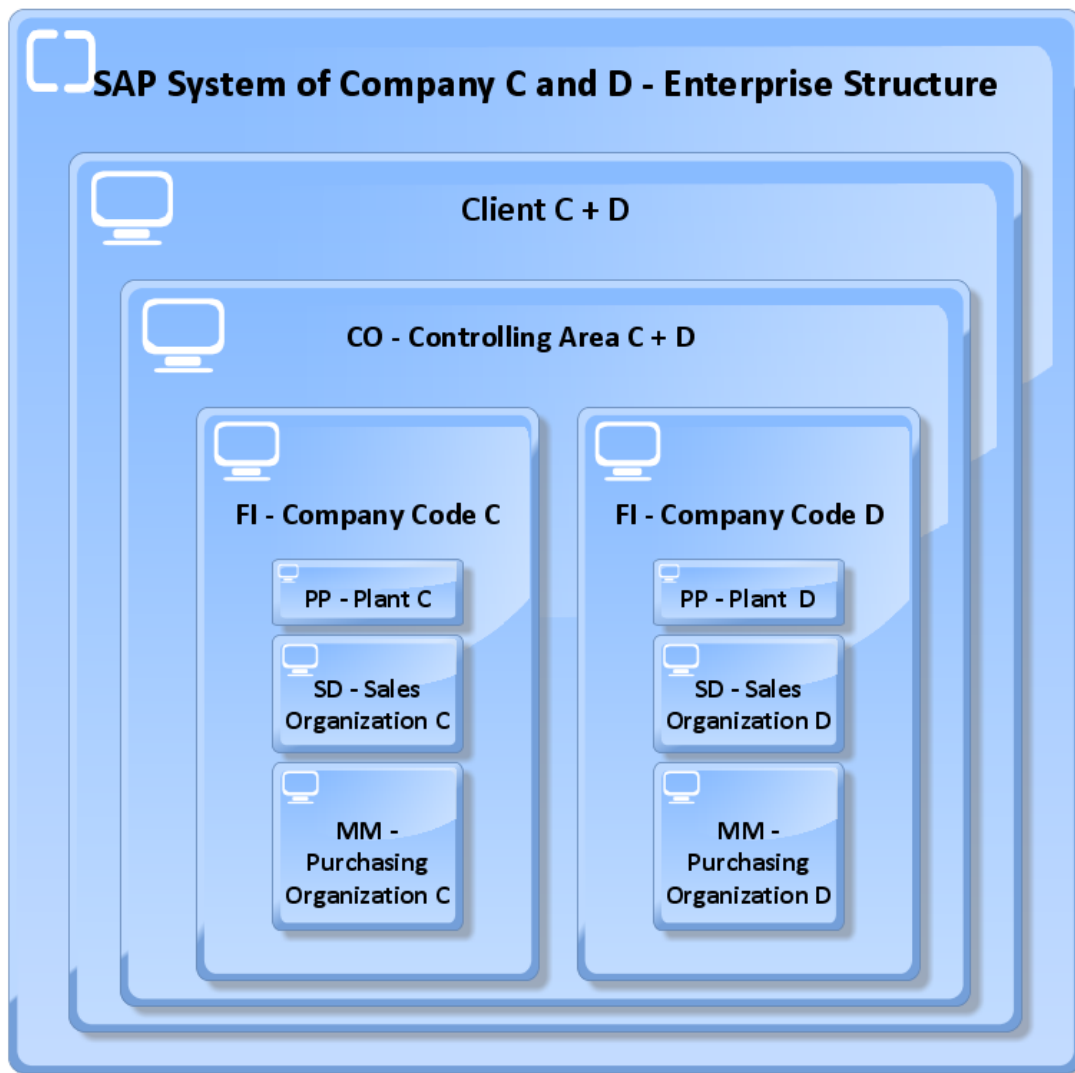 SAP System of Company C and D - Enterprise Structure
Client C + D
CO - Controlling Area C + D
FI - Company Code C
PP - Plant C
SD - Sales
Organization C
MM -
Purchasing
Organization C
FI - Company Code D
PP - Plant D
SD - Sales
Organization D
MM -
Purchasing
Organization D